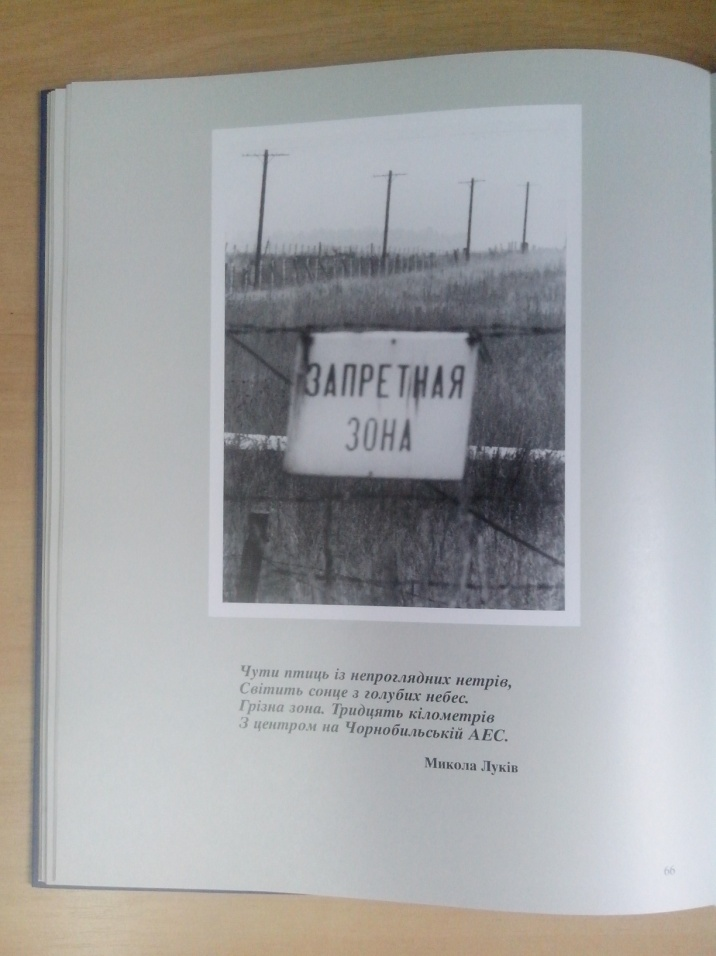 ЗАПРЕТНАЯ
ЗОНА
Чути птиць із непроглядних нетрів,
Світить сонце з голубих небес.
Грізна зона. Тридцять кілометрів
З центром на Чорнобильській АЕС.
Микола Луків
66